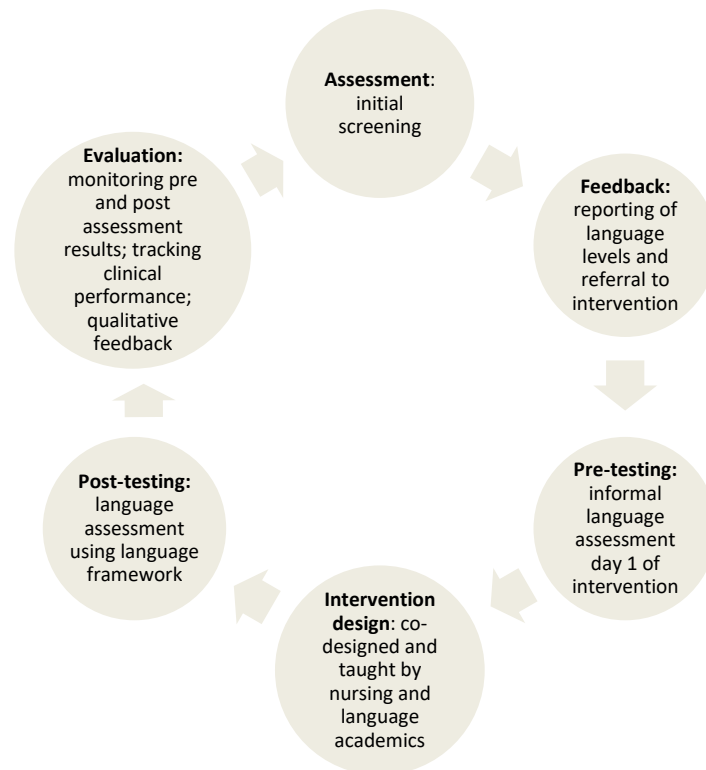 Assessment:
initial
screening
Feedback:
reporting of
language
levels and
referral to
intervention
Pre-testing:
informal
language
assessment
day 1 of
intervention
Intervention
design: co-
designed and
taught by
nursing and
language
academics
Post-testing:
language
assessment
using language
framework
Evaluation:
monitoring pre
and post
assessment
results; tracking
clinical
performance;
qualitative
feedback